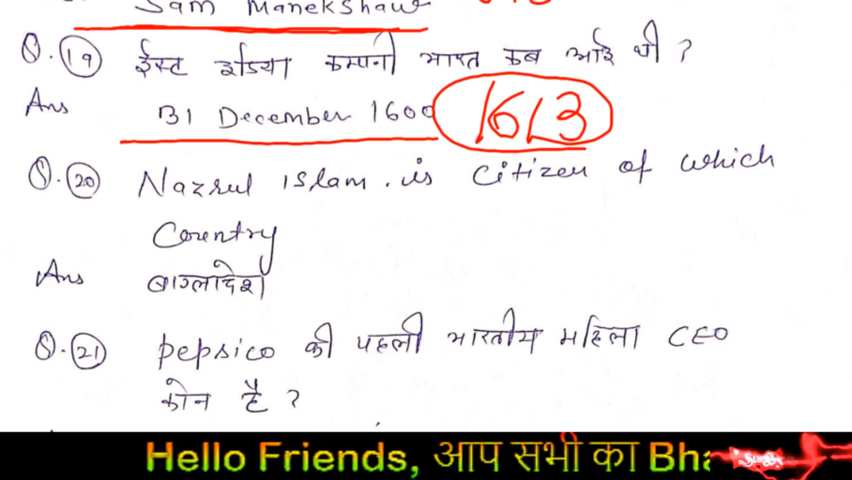 Sam Manekshaw
Q. 19 ईस्ट इंडिया कम्पनी भारत कब आई थी ?
Ans 31 December 1600 1613
Q. 20 Nazrul islam. is Citizen of which
Country
Ans बांग्लादेश
Q. 21 pepsico की पहली भारतीय महिला CEO
कोन है ?
Hello Friends, आप सभी का Bha